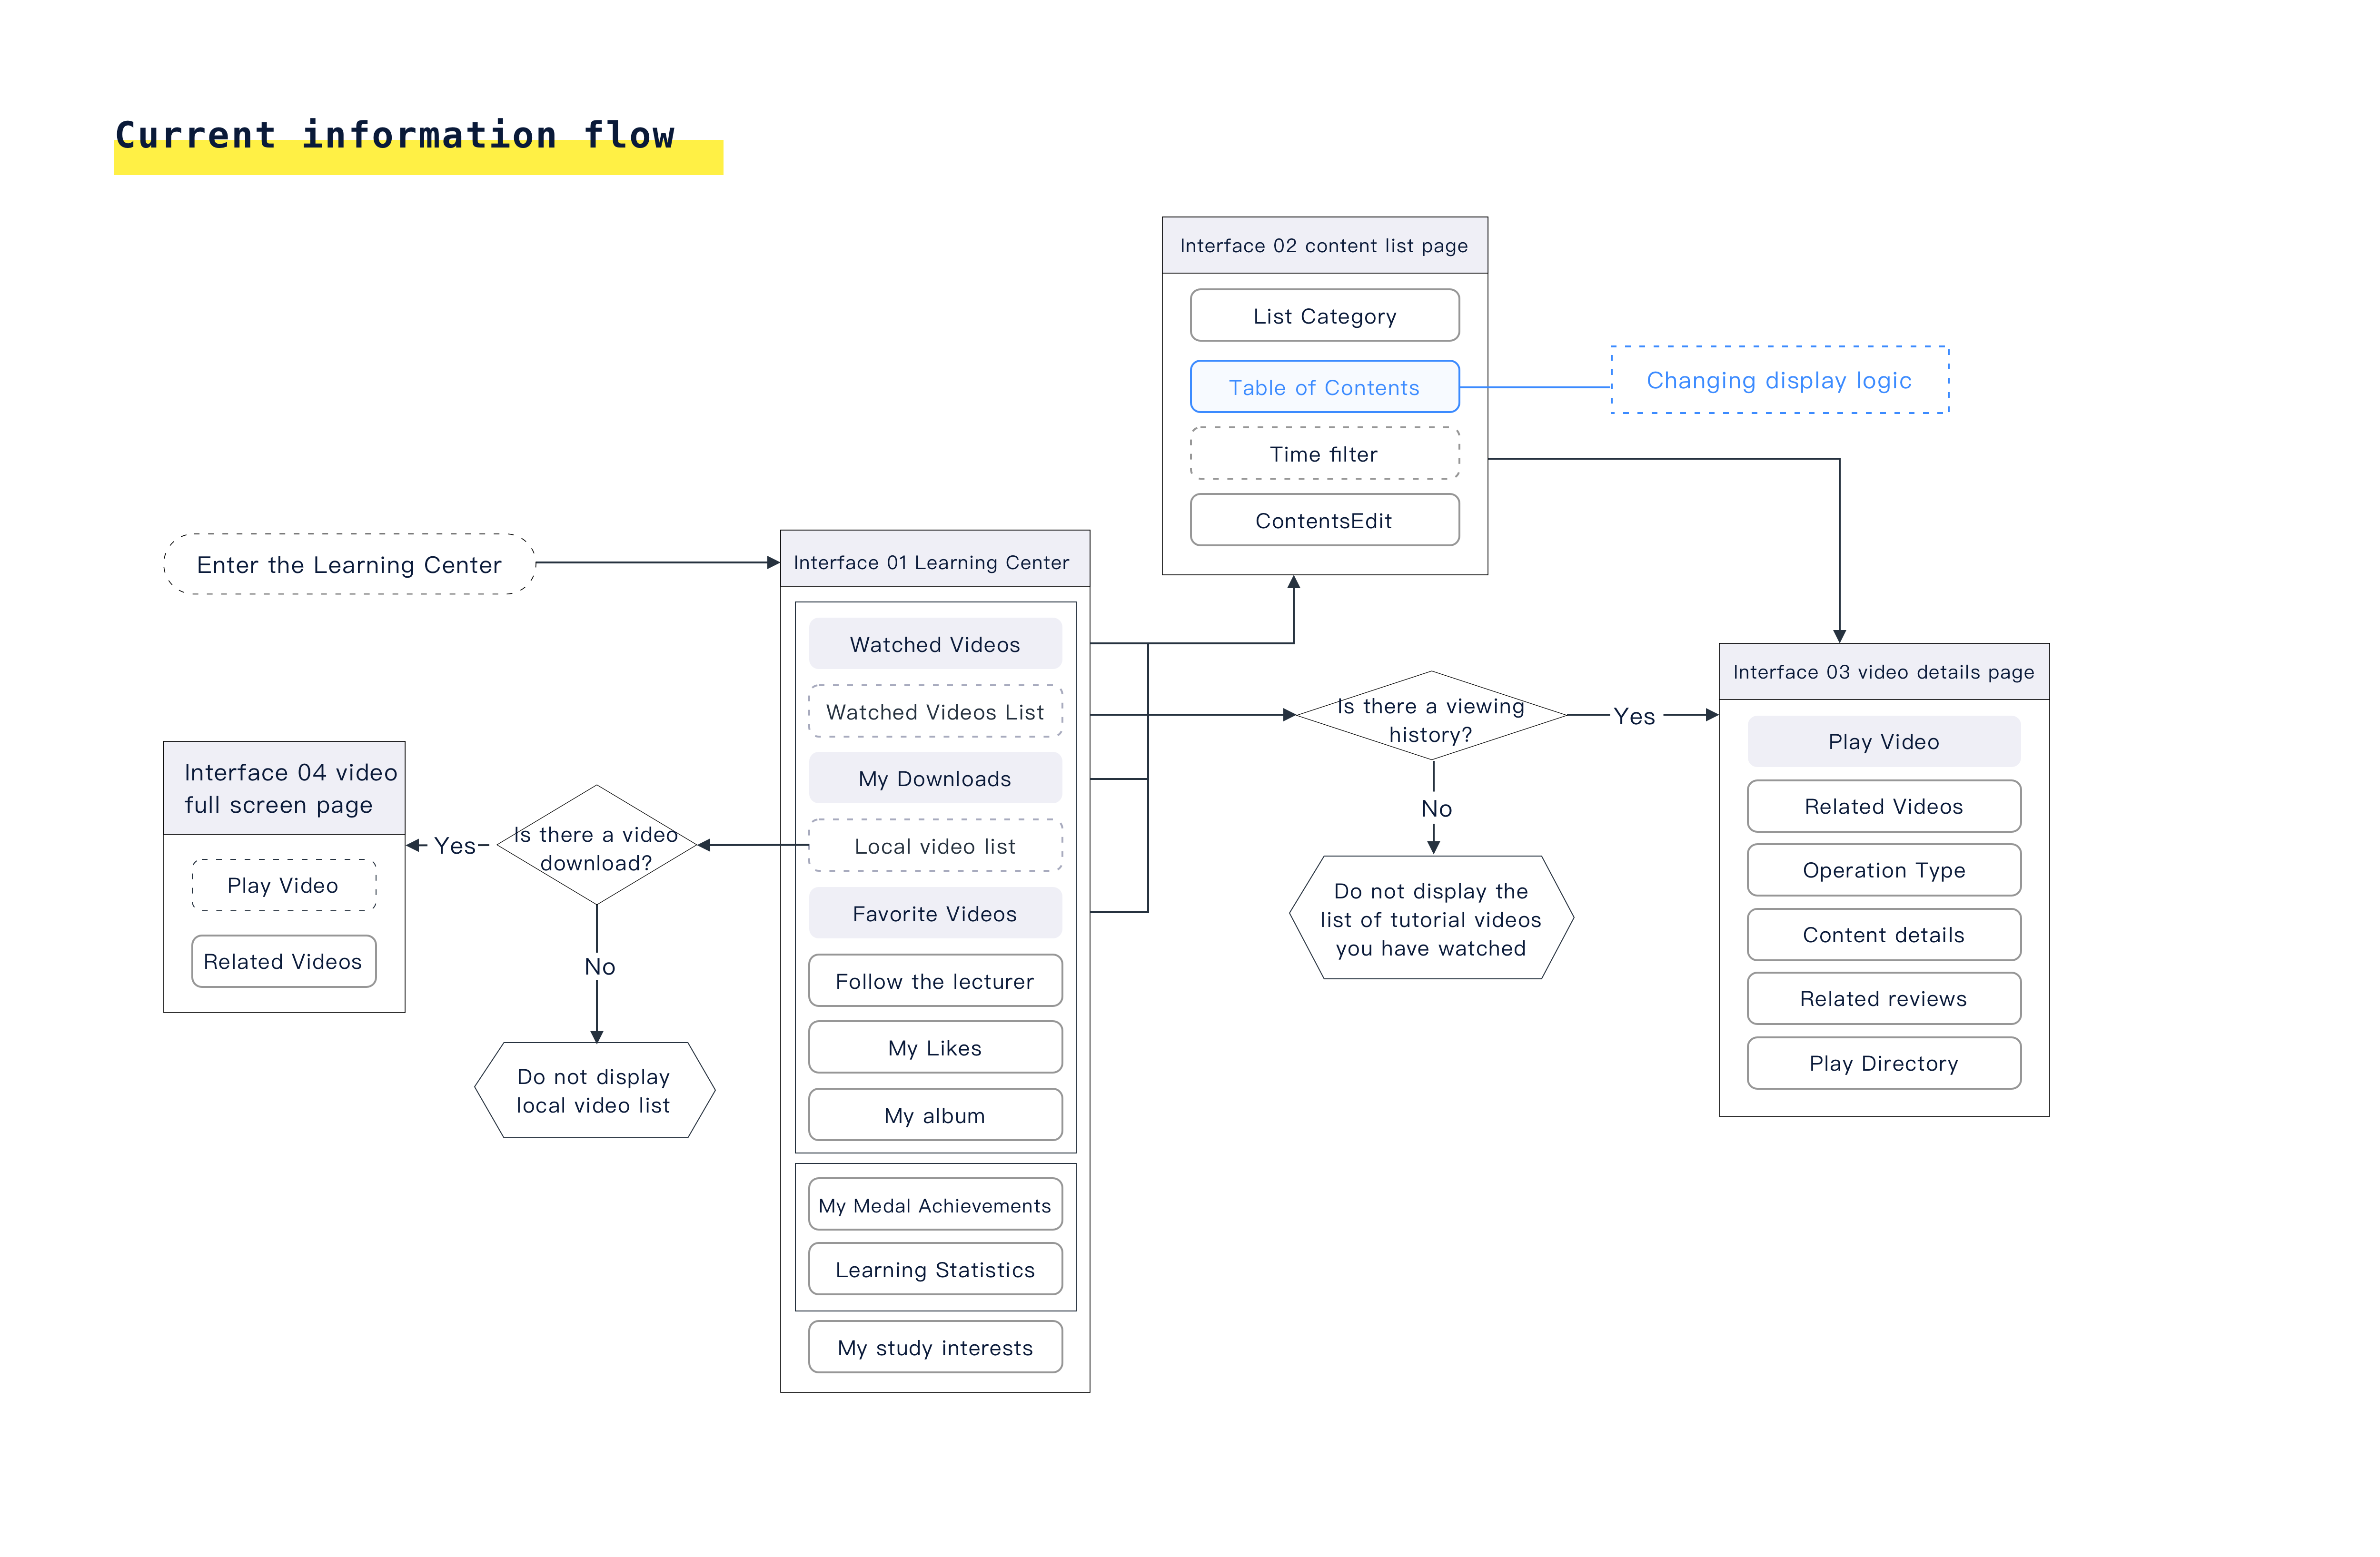 Current information flow
Interface 02 content list page
List Category
Table of Contents
Changing display logic
Time filter
ContentsEdit
Enter the Learning Center
Interface 01 Learning Center
Watched Videos
Watched Videos List
My Downloads
Local video list
Favorite Videos
Follow the lecturer
My Likes
My album
My Medal Achievements
Learning Statistics
My study interests
Is there a viewing
history?
Yes
No
Do not display the
list of tutorial videos
you have watched
Interface 03 video details page
Play Video
Related Videos
Operation Type
Content details
Related reviews
Play Directory
Is there a video
download?
Yes
No
Do not display
local video list
Interface 04 video
full screen page
Play Video
Related Videos